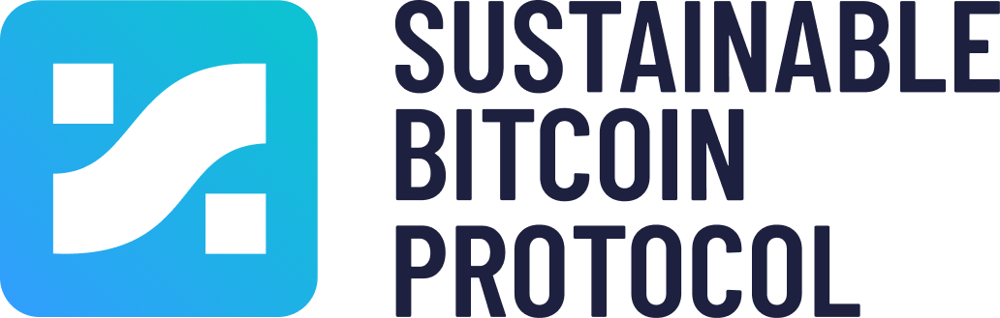 SUSTAINABLE
BITCOIN
PROTOCOL